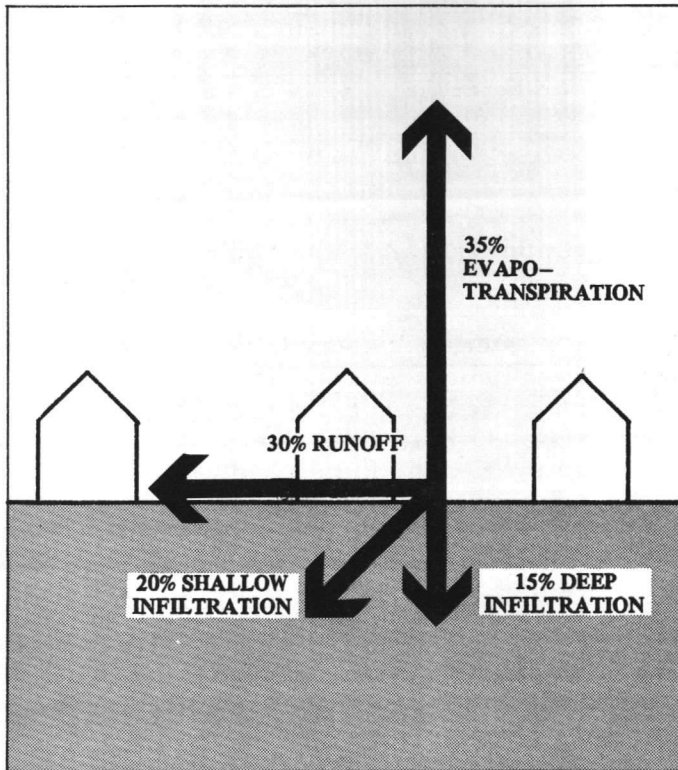 35%
EVAPO–
TRANSPIRATION
30% RUNOFF
20% SHALLOW
INFILTRATION
15% DEEP
INFILTRATION